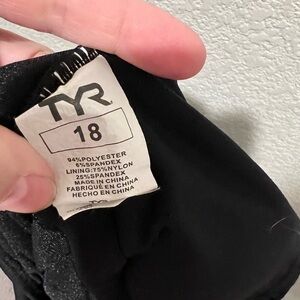 TYR
18
94%POLYESTER
6%SPANDEX
LINING:75%NYLON
25%SPANDEX
MADE IN CHINA
FABRIQUÉ EN CHINE
HECHO EN CHINA
TYR